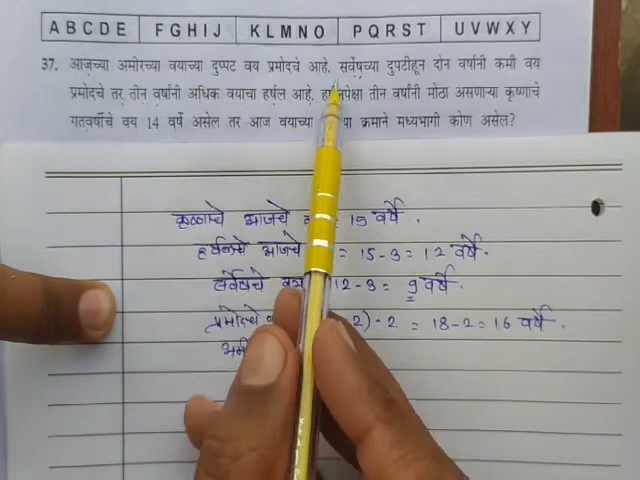 A B C D E F G H I J K L M N O P Q R S T U V W X Y
37. आजच्या अमीरच्या वयाच्या दुप्पट वय प्रमोदचे आहे. सर्वेशच्या दुपटीहून दोन वर्षांनी कमी वय
प्रमोदचे तर तीन वर्षांनी अधिक वयाचा हर्षल आहे. तीन वर्षांनी मोठा असणाऱ्या कृष्णाचे
गतवर्षीचे वय 14 वर्षे असेल तर आज वयाच्या क्रमाने मध्यभागी कोण असेल?
कृष्णाचे आजचे = 15 वर्षे .
हर्षलचे आजचे = 15 - 3 = 12 वर्षे .
सर्वेशचे 12 - 3 = 9 वर्षे .
प्रमोदचे 2) - 2 = 18 - 2 = 16 वर्षे .